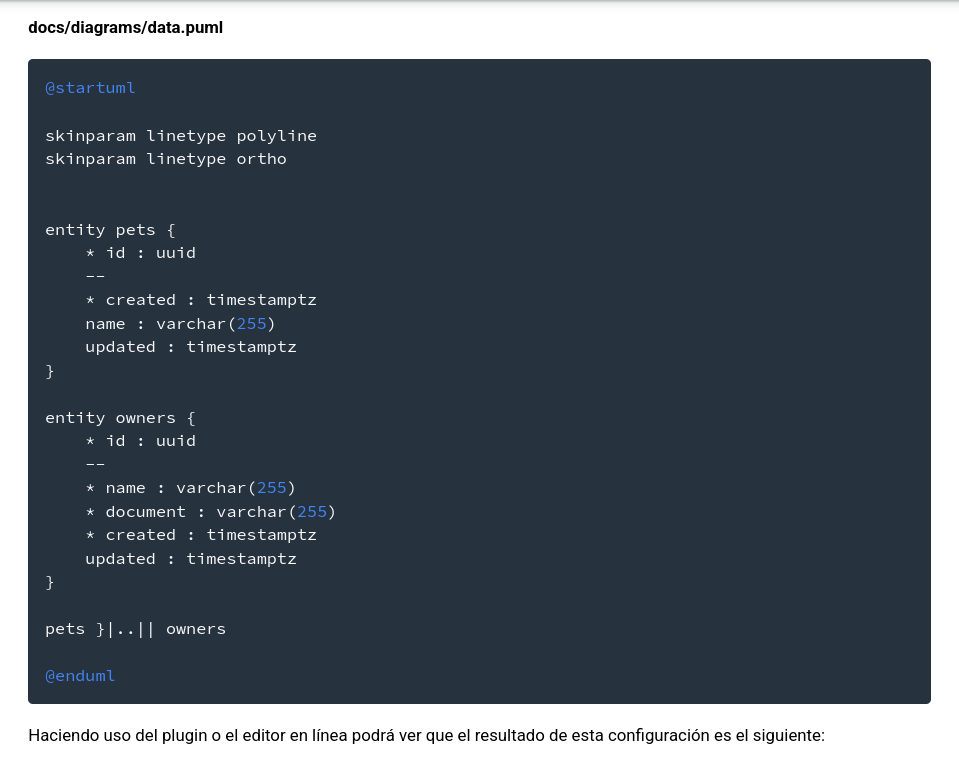 docs/diagrams/data.puml
@startuml
skinparam linetype polyline
skinparam linetype ortho
entity pets {
    * id : uuid
    --
    * created : timestamptz
    name : varchar(255)
    updated : timestamptz
}
entity owners {
    * id : uuid
    --
    * name : varchar(255)
    * document : varchar(255)
    * created : timestamptz
    updated : timestamptz
}
pets }|..|| owners
@enduml
Haciendo uso del plugin o el editor en línea podrá ver que el resultado de esta configuración es el siguiente: